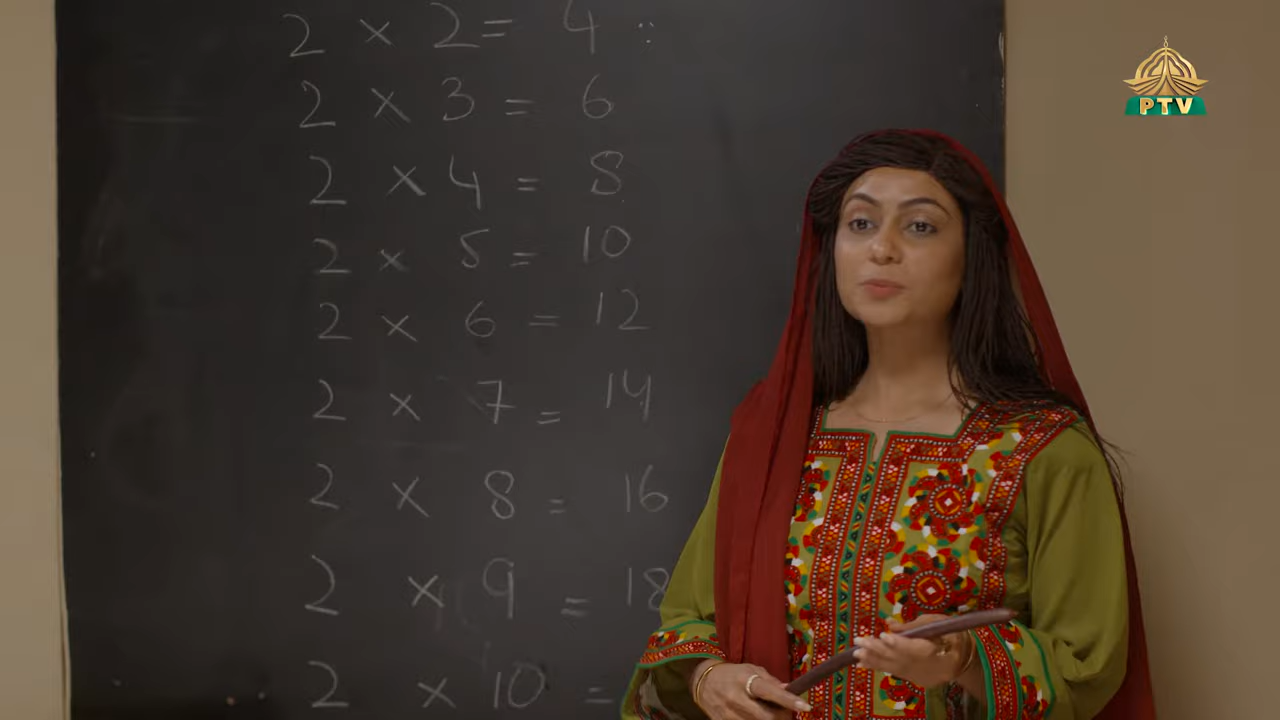 2 × 2 = 4
PTV
2 × 3 = 6
2 × 4 = 8
2 × 5 = 10
2 × 6 = 12
2 × 7 = 14
2 × 8 = 16
2 × 9 = 18
2 × 10 =